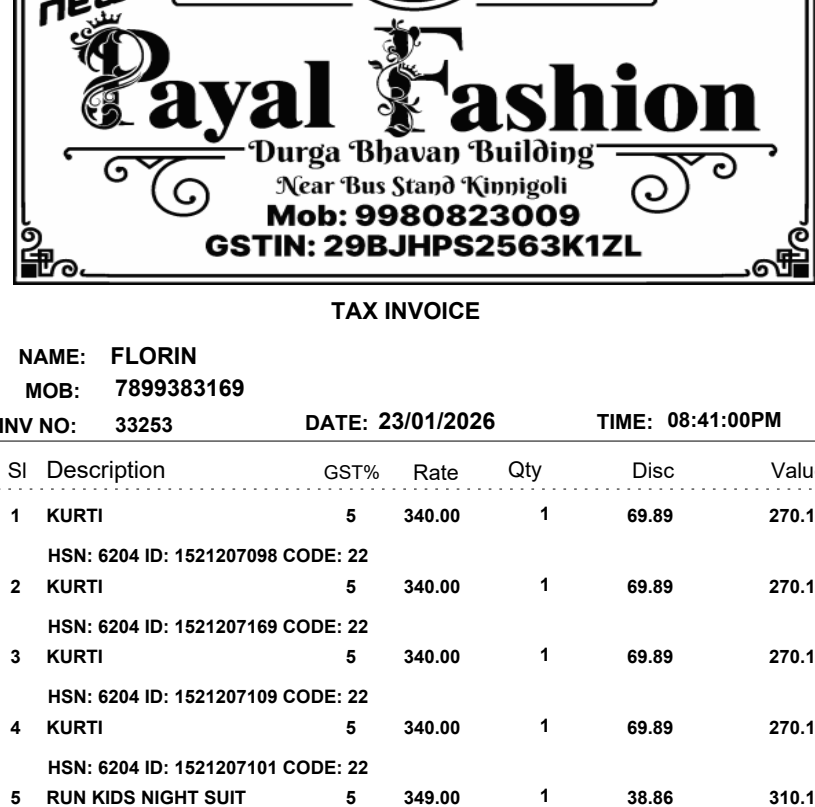 Payal Fashion
Durga Bhavan Building
Near Bus Stand Kinnigoli
Mob: 9980823009
GSTIN: 29BJHPS2563K1ZL
TAX INVOICE
NAME: FLORIN
MOB: 7899383169
INV NO: 33253 DATE: 23/01/2026 TIME: 08:41:00PM
Sl Description GST% Rate Qty Disc Valu
1 KURTI 5 340.00 1 69.89 270.1
HSN: 6204 ID: 1521207098 CODE: 22
2 KURTI 5 340.00 1 69.89 270.1
HSN: 6204 ID: 1521207169 CODE: 22
3 KURTI 5 340.00 1 69.89 270.1
HSN: 6204 ID: 1521207109 CODE: 22
4 KURTI 5 340.00 1 69.89 270.1
HSN: 6204 ID: 1521207101 CODE: 22
5 RUN KIDS NIGHT SUIT 5 349.00 1 38.86 310.1